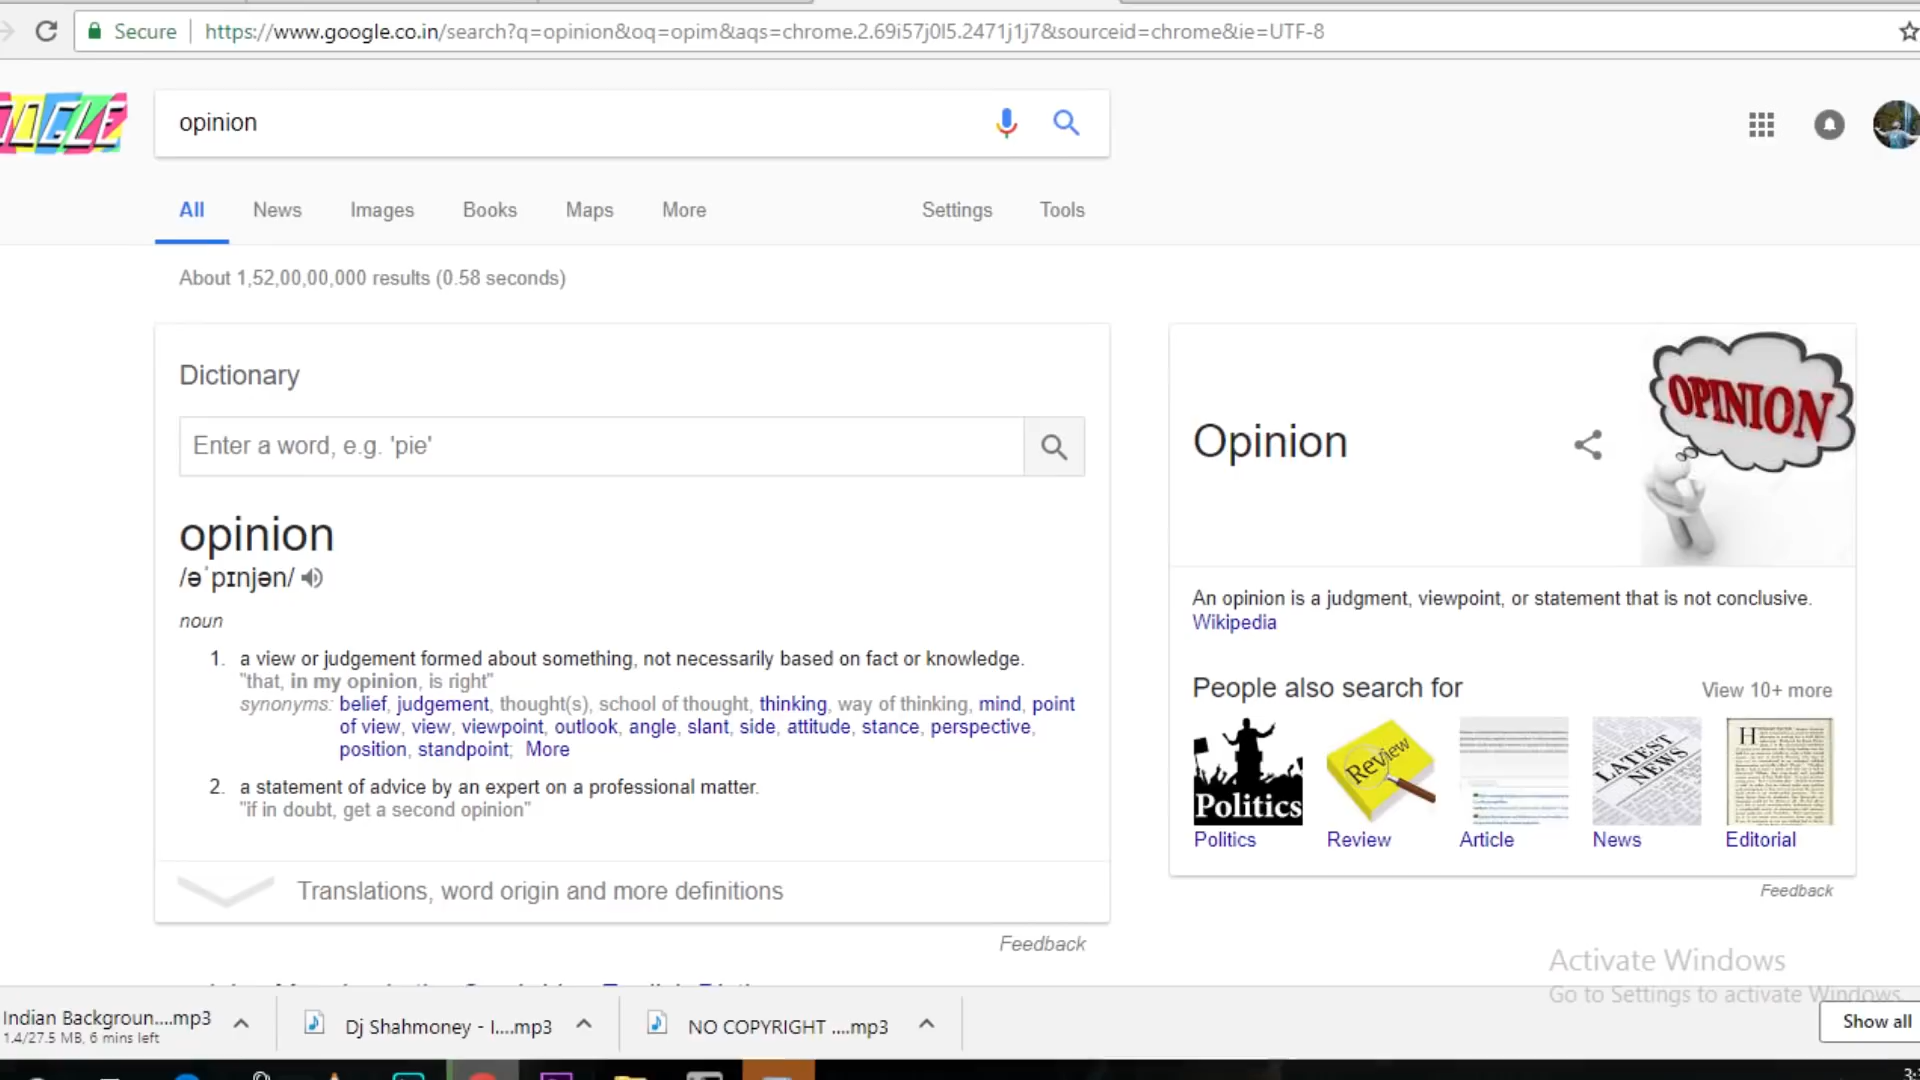 Secure
https://www.google.co.in/search?q=opinion&oq=opim&aqs=chrome.2.69i57j0l5.2471j1j7&sourceid=chrome&ie=UTF-8
opinion
All News Images Books Maps More Settings Tools
About 1,52,00,00,000 results (0.58 seconds)
Dictionary
Enter a word, e.g. 'pie'
opinion
/əˈpɪnjən/
noun
1. a view or judgement formed about something, not necessarily based on fact or knowledge.
"that, in my opinion, is right"
synonyms: belief, judgement, thought(s), school of thought, thinking, way of thinking, mind, point
of view, view, viewpoint, outlook, angle, slant, side, attitude, stance, perspective,
position, standpoint; More
2. a statement of advice by an expert on a professional matter.
"if in doubt, get a second opinion"
Translations, word origin and more definitions
Feedback
Opinion
OPINION
An opinion is a judgment, viewpoint, or statement that is not conclusive.
Wikipedia
People also search for
View 10+ more
Politics
Review
LATEST
NEWS
Politics Review Article News Editorial
Feedback
Activate Windows
Go to Settings to activate Windows.
Indian Backgroun....mp3
1.4/27.5 MB, 6 mins left
Dj Shahmoney - I....mp3
NO COPYRIGHT ....mp3
Show all